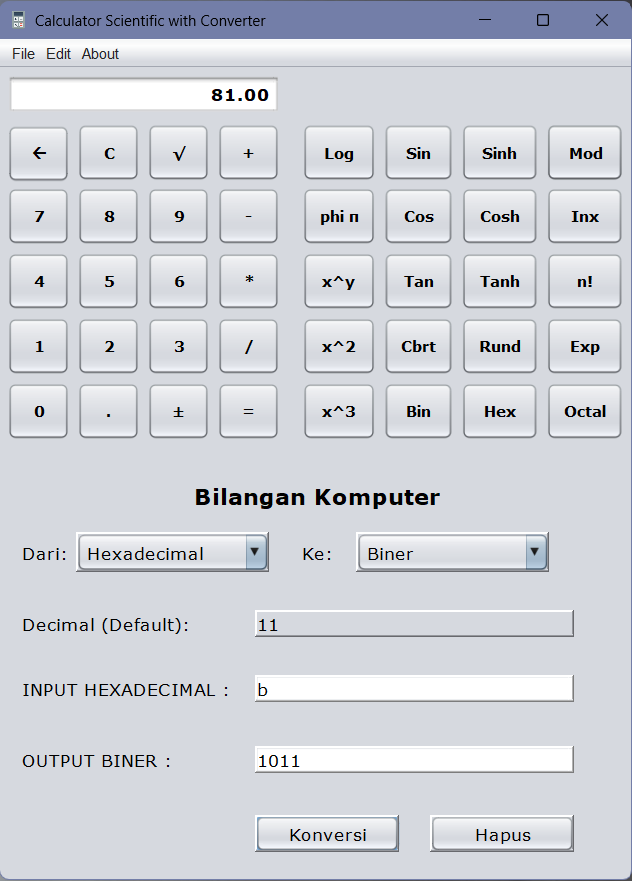 Calculator Scientific with Converter
File Edit About
81.00
← C √ + Log Sin Sinh Mod
7 8 9 - phi π Cos Cosh Inx
4 5 6 * x^y Tan Tanh n!
1 2 3 / x^2 Cbrt Rund Exp
0 . ± = x^3 Bin Hex Octal
Bilangan Komputer
Dari: Hexadecimal Ke: Biner
Decimal (Default): 11
INPUT HEXADECIMAL : b
OUTPUT BINER : 1011
Konversi Hapus